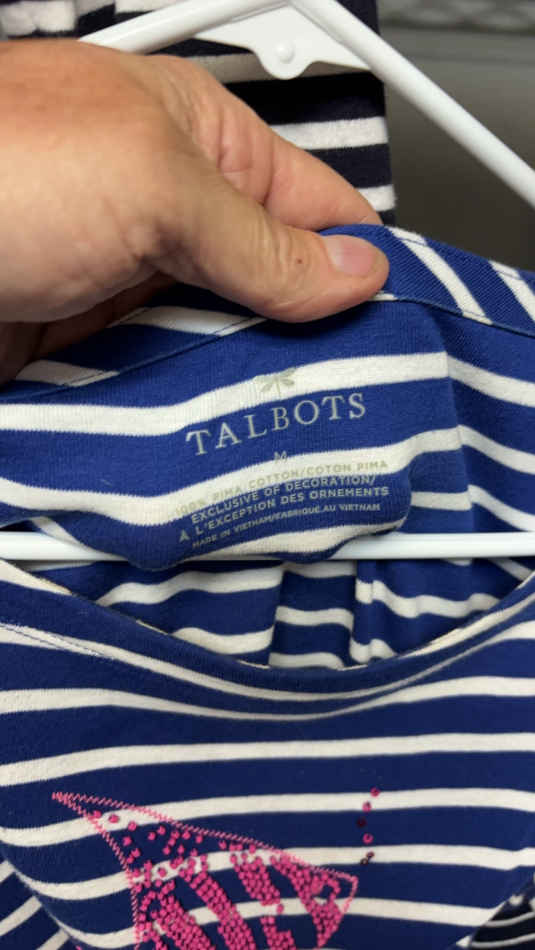 TALBOTS
M
100% PIMA COTTON/COTON PIMA
EXCLUSIVE OF DECORATION/
A L'EXCEPTION DES ORNEMENTS
MADE IN VIETNAM/FABRIQUÉ AU VIETNAM